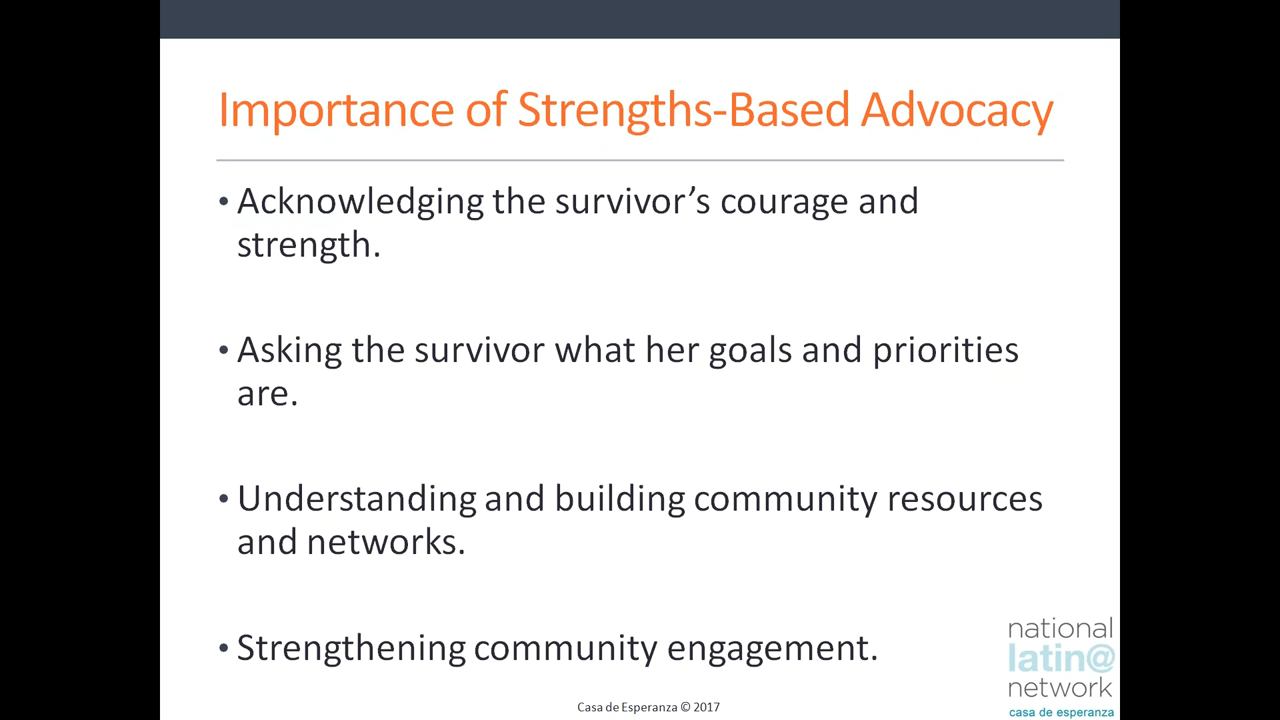 Importance of Strengths-Based Advocacy
• Acknowledging the survivor’s courage and
strength.
• Asking the survivor what her goals and priorities
are.
• Understanding and building community resources
and networks.
• Strengthening community engagement.
national
latin@
network
casa de esperanza
Casa de Esperanza © 2017